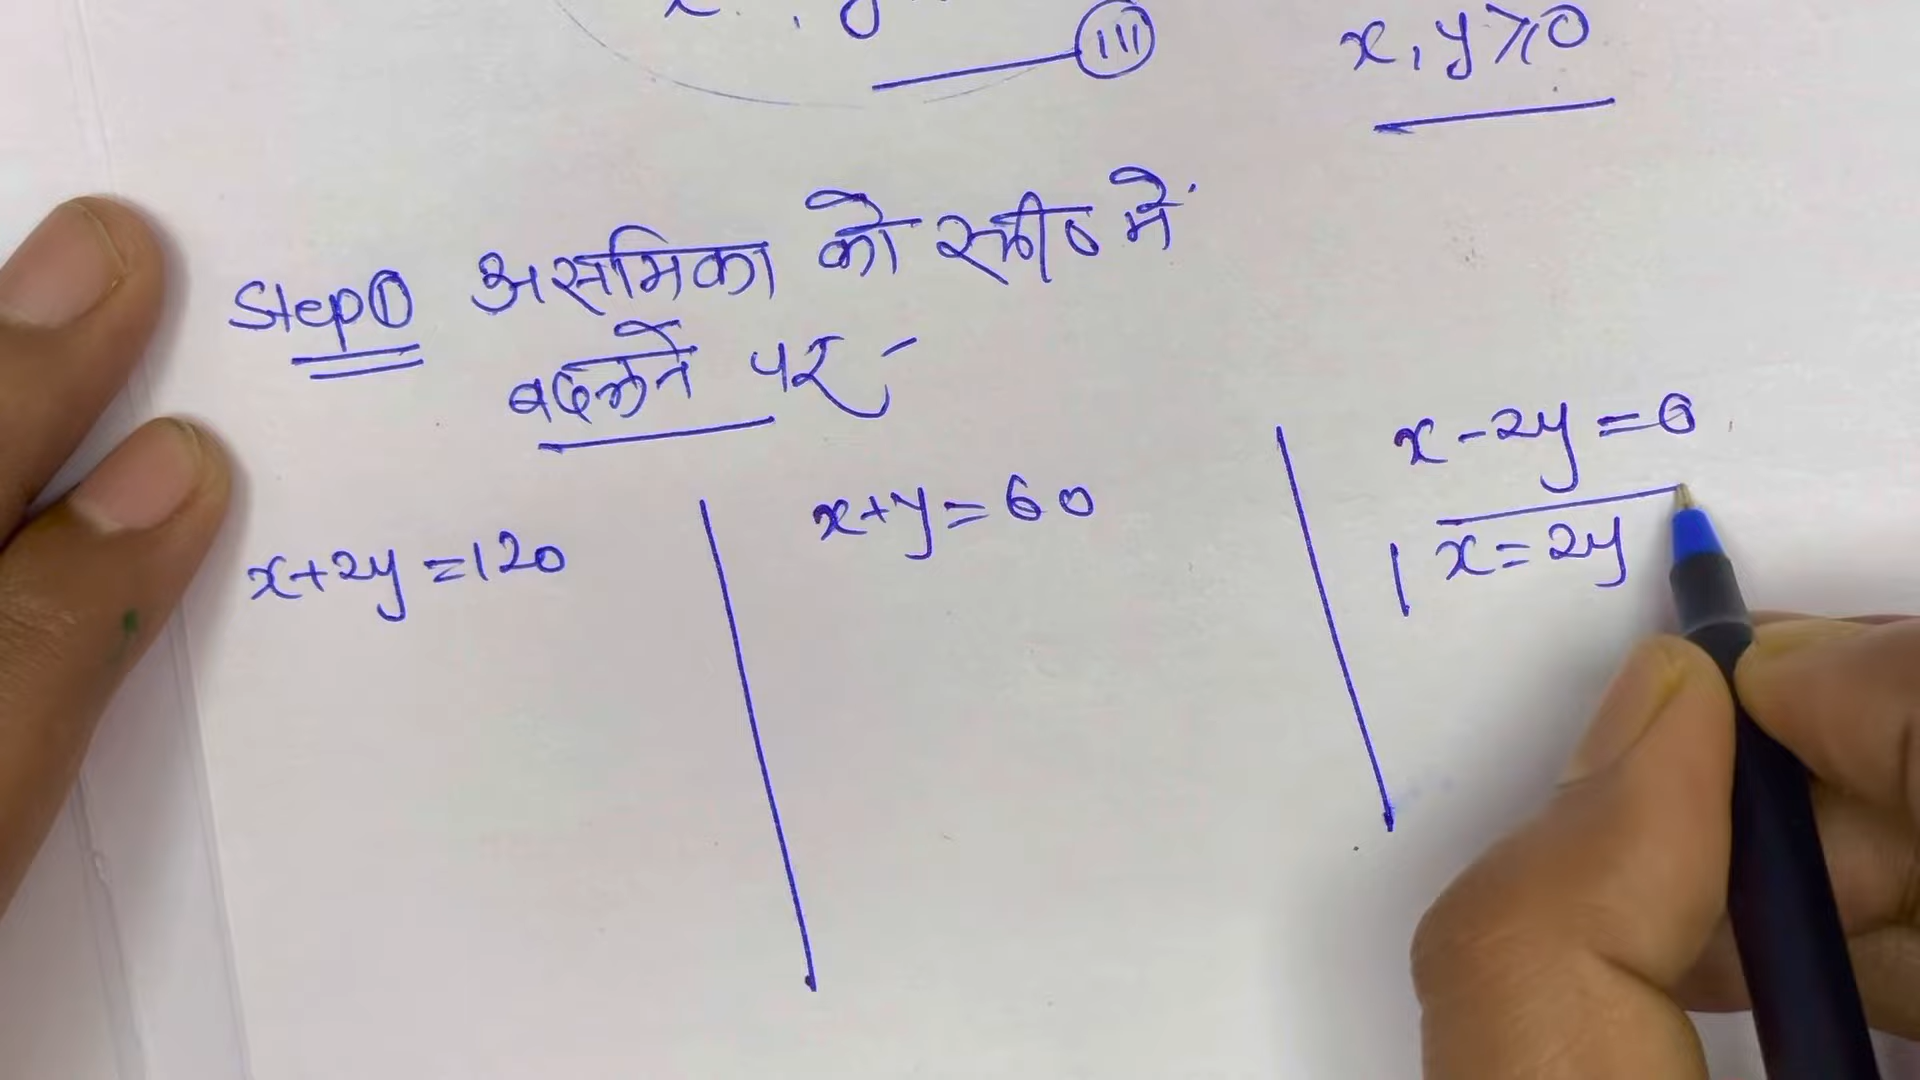 (III) x, y ≥ 0
Step① असमिका को समी० में
बदलने पर -
x+2y=120
x+y=60
x-2y=0
x=2y